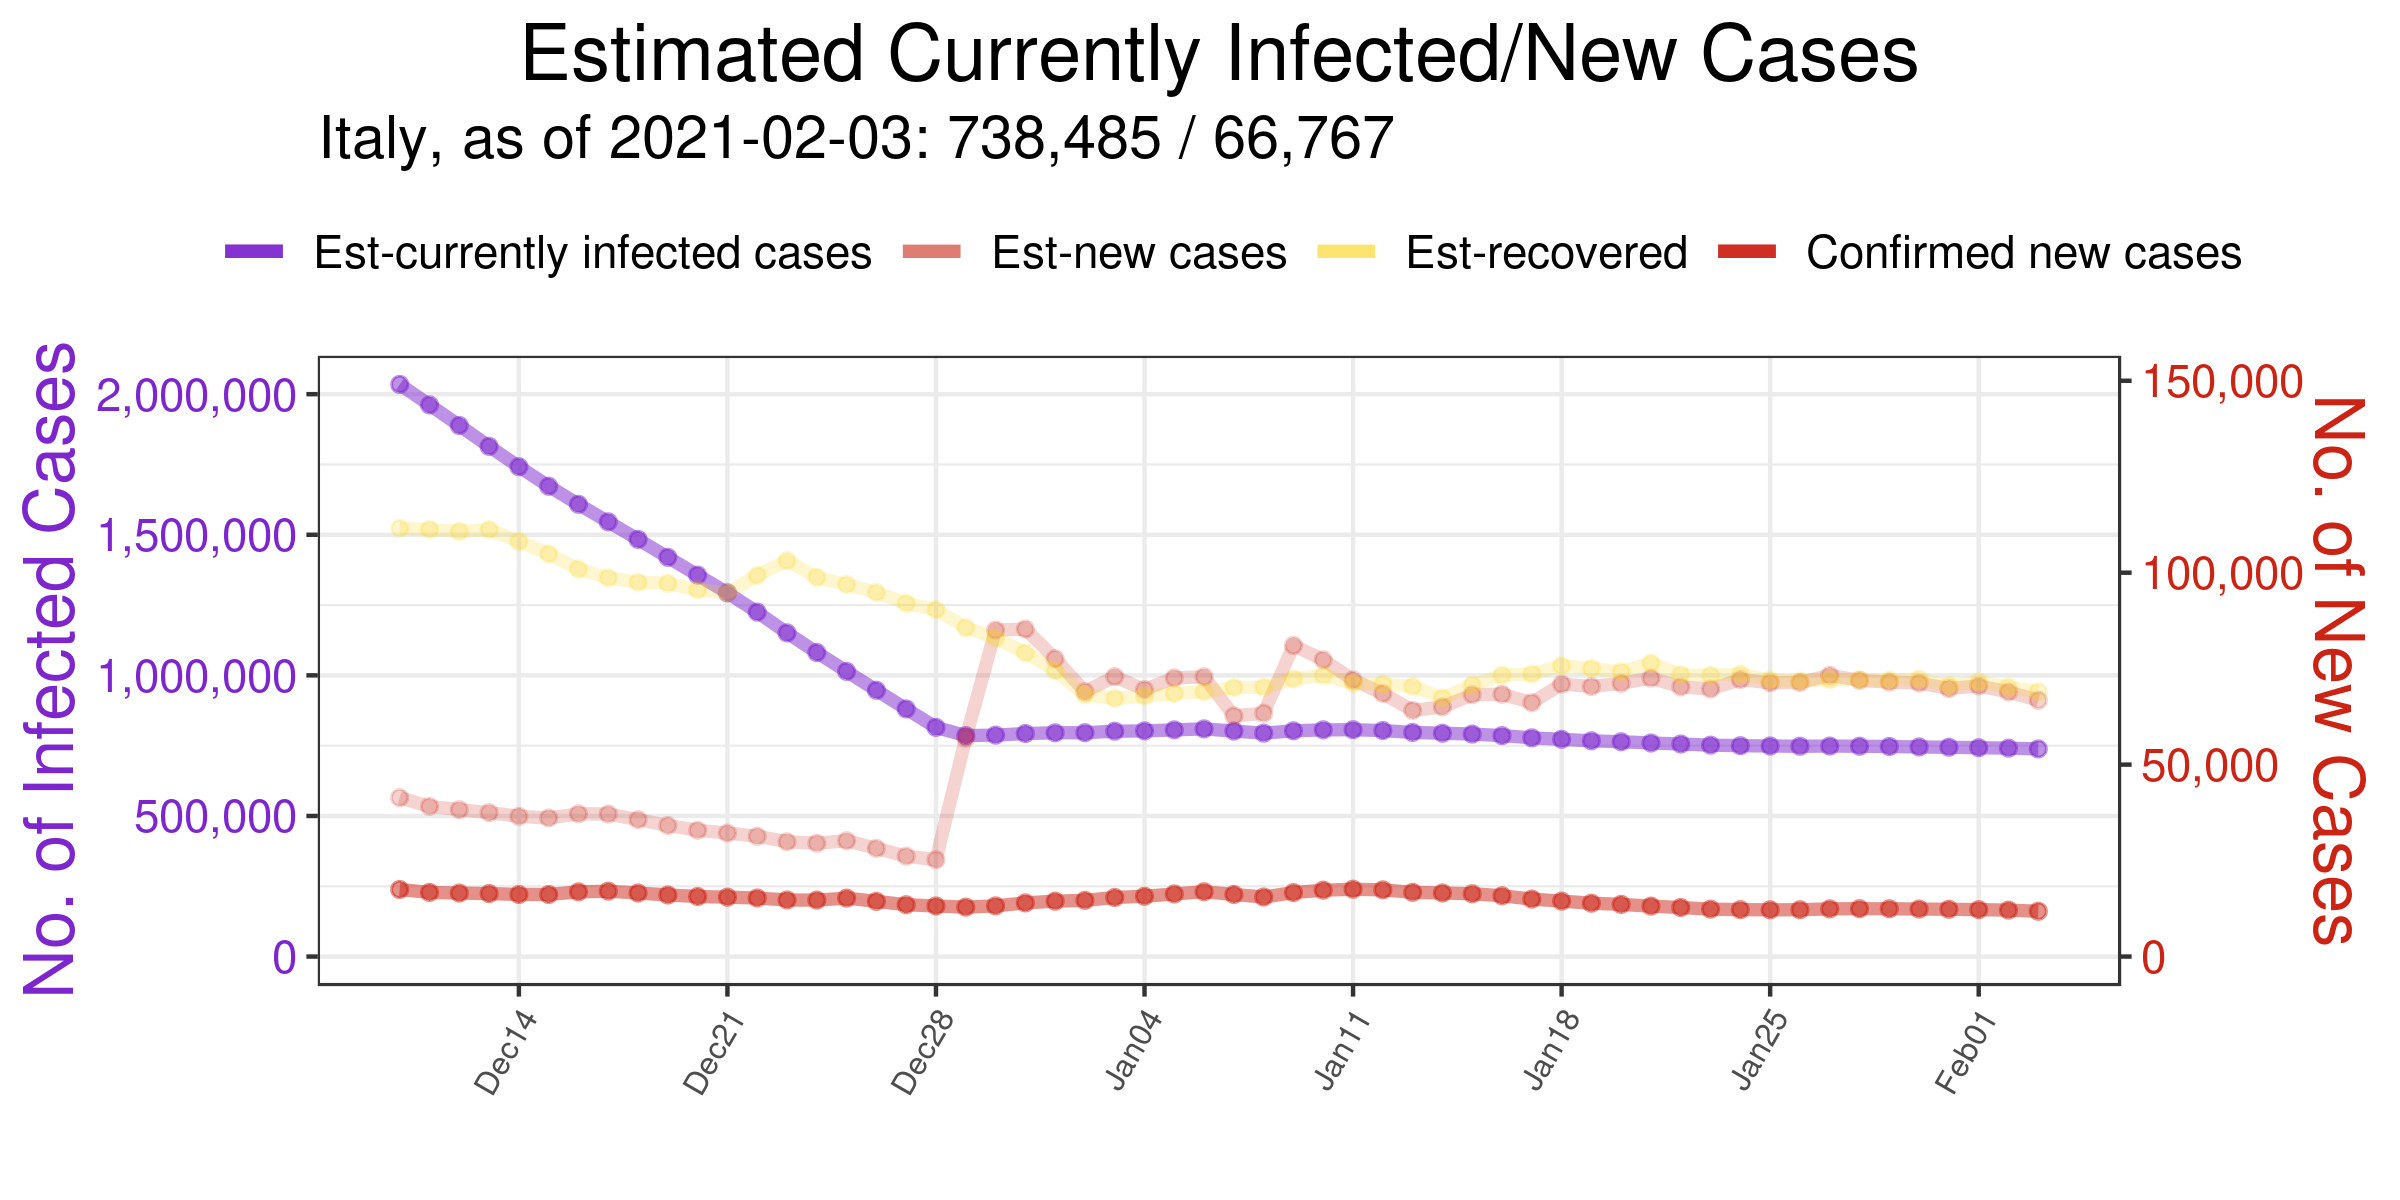 Estimated Currently Infected/New Cases
Italy, as of 2021-02-03: 738,485 / 66,767
Est-currently infected cases Est-new cases Est-recovered Confirmed new cases
No. of Infected Cases
2,000,000
1,500,000
1,000,000
500,000
0
150,000
100,000
50,000
0
No. of New Cases
Dec14 Dec21 Dec28 Jan04 Jan11 Jan18 Jan25 Feb01